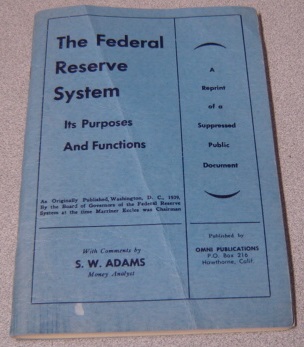 The Federal
Reserve
System
Its Purposes
And Functions
As Originally Published, Washington, D. C., 1939,
By the Board of Governors of the Federal Reserve
System at the time Marriner Eccles was Chairman
With Comments by
S. W. ADAMS
Money Analyst
A
Reprint
of a
Suppressed
Public
Document
Published by
OMNI PUBLICATIONS
P.O. Box 216
Hawthorne, Calif.